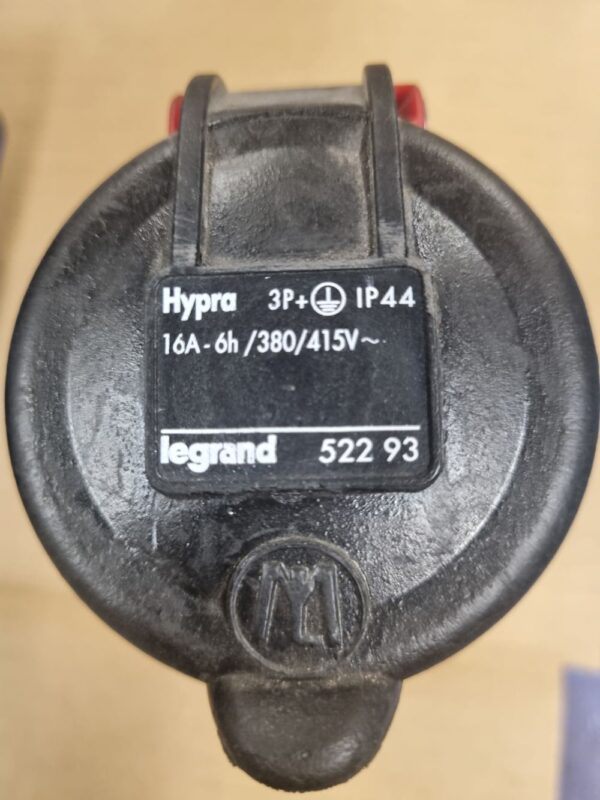 Hypra 3P+⏚ IP44
16A - 6h /380/415V~
legrand 522 93